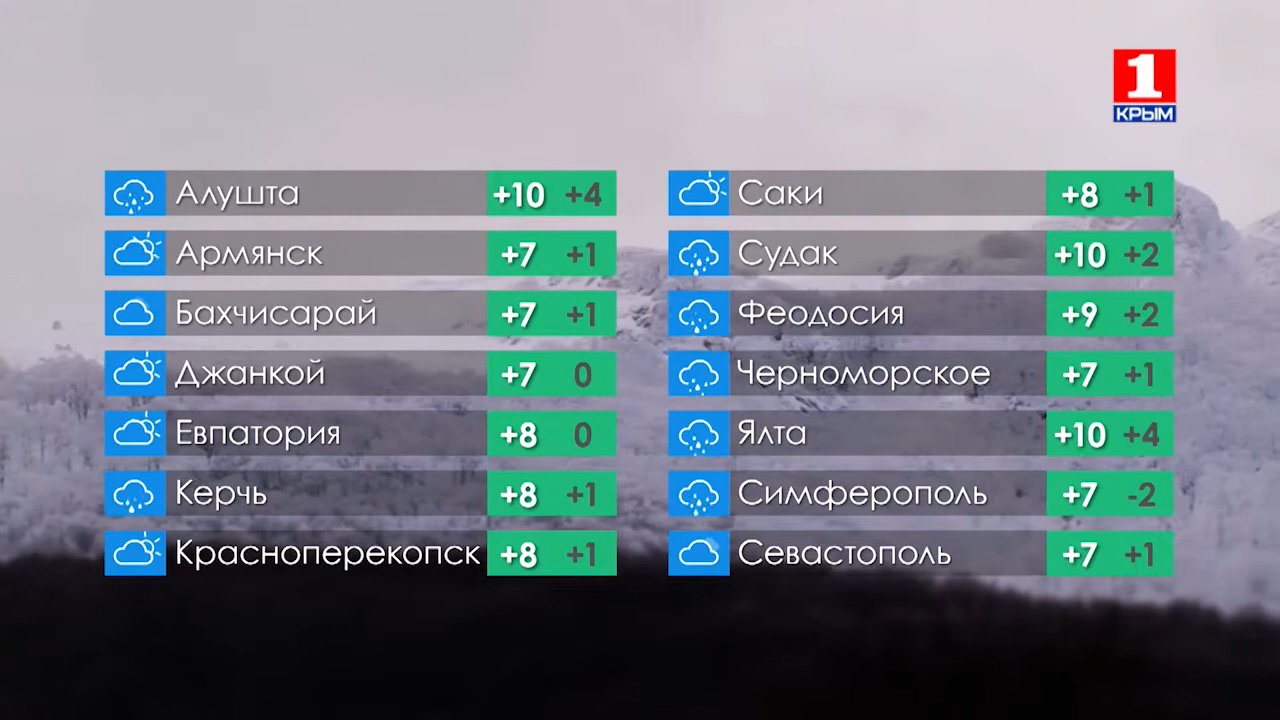 1
КРЫМ
Алушта +10 +4
Армянск +7 +1
Бахчисарай +7 +1
Джанкой +7 0
Евпатория +8 0
Керчь +8 +1
Красноперекопск +8 +1
Саки +8 +1
Судак +10 +2
Феодосия +9 +2
Черноморское +7 +1
Ялта +10 +4
Симферополь +7 -2
Севастополь +7 +1